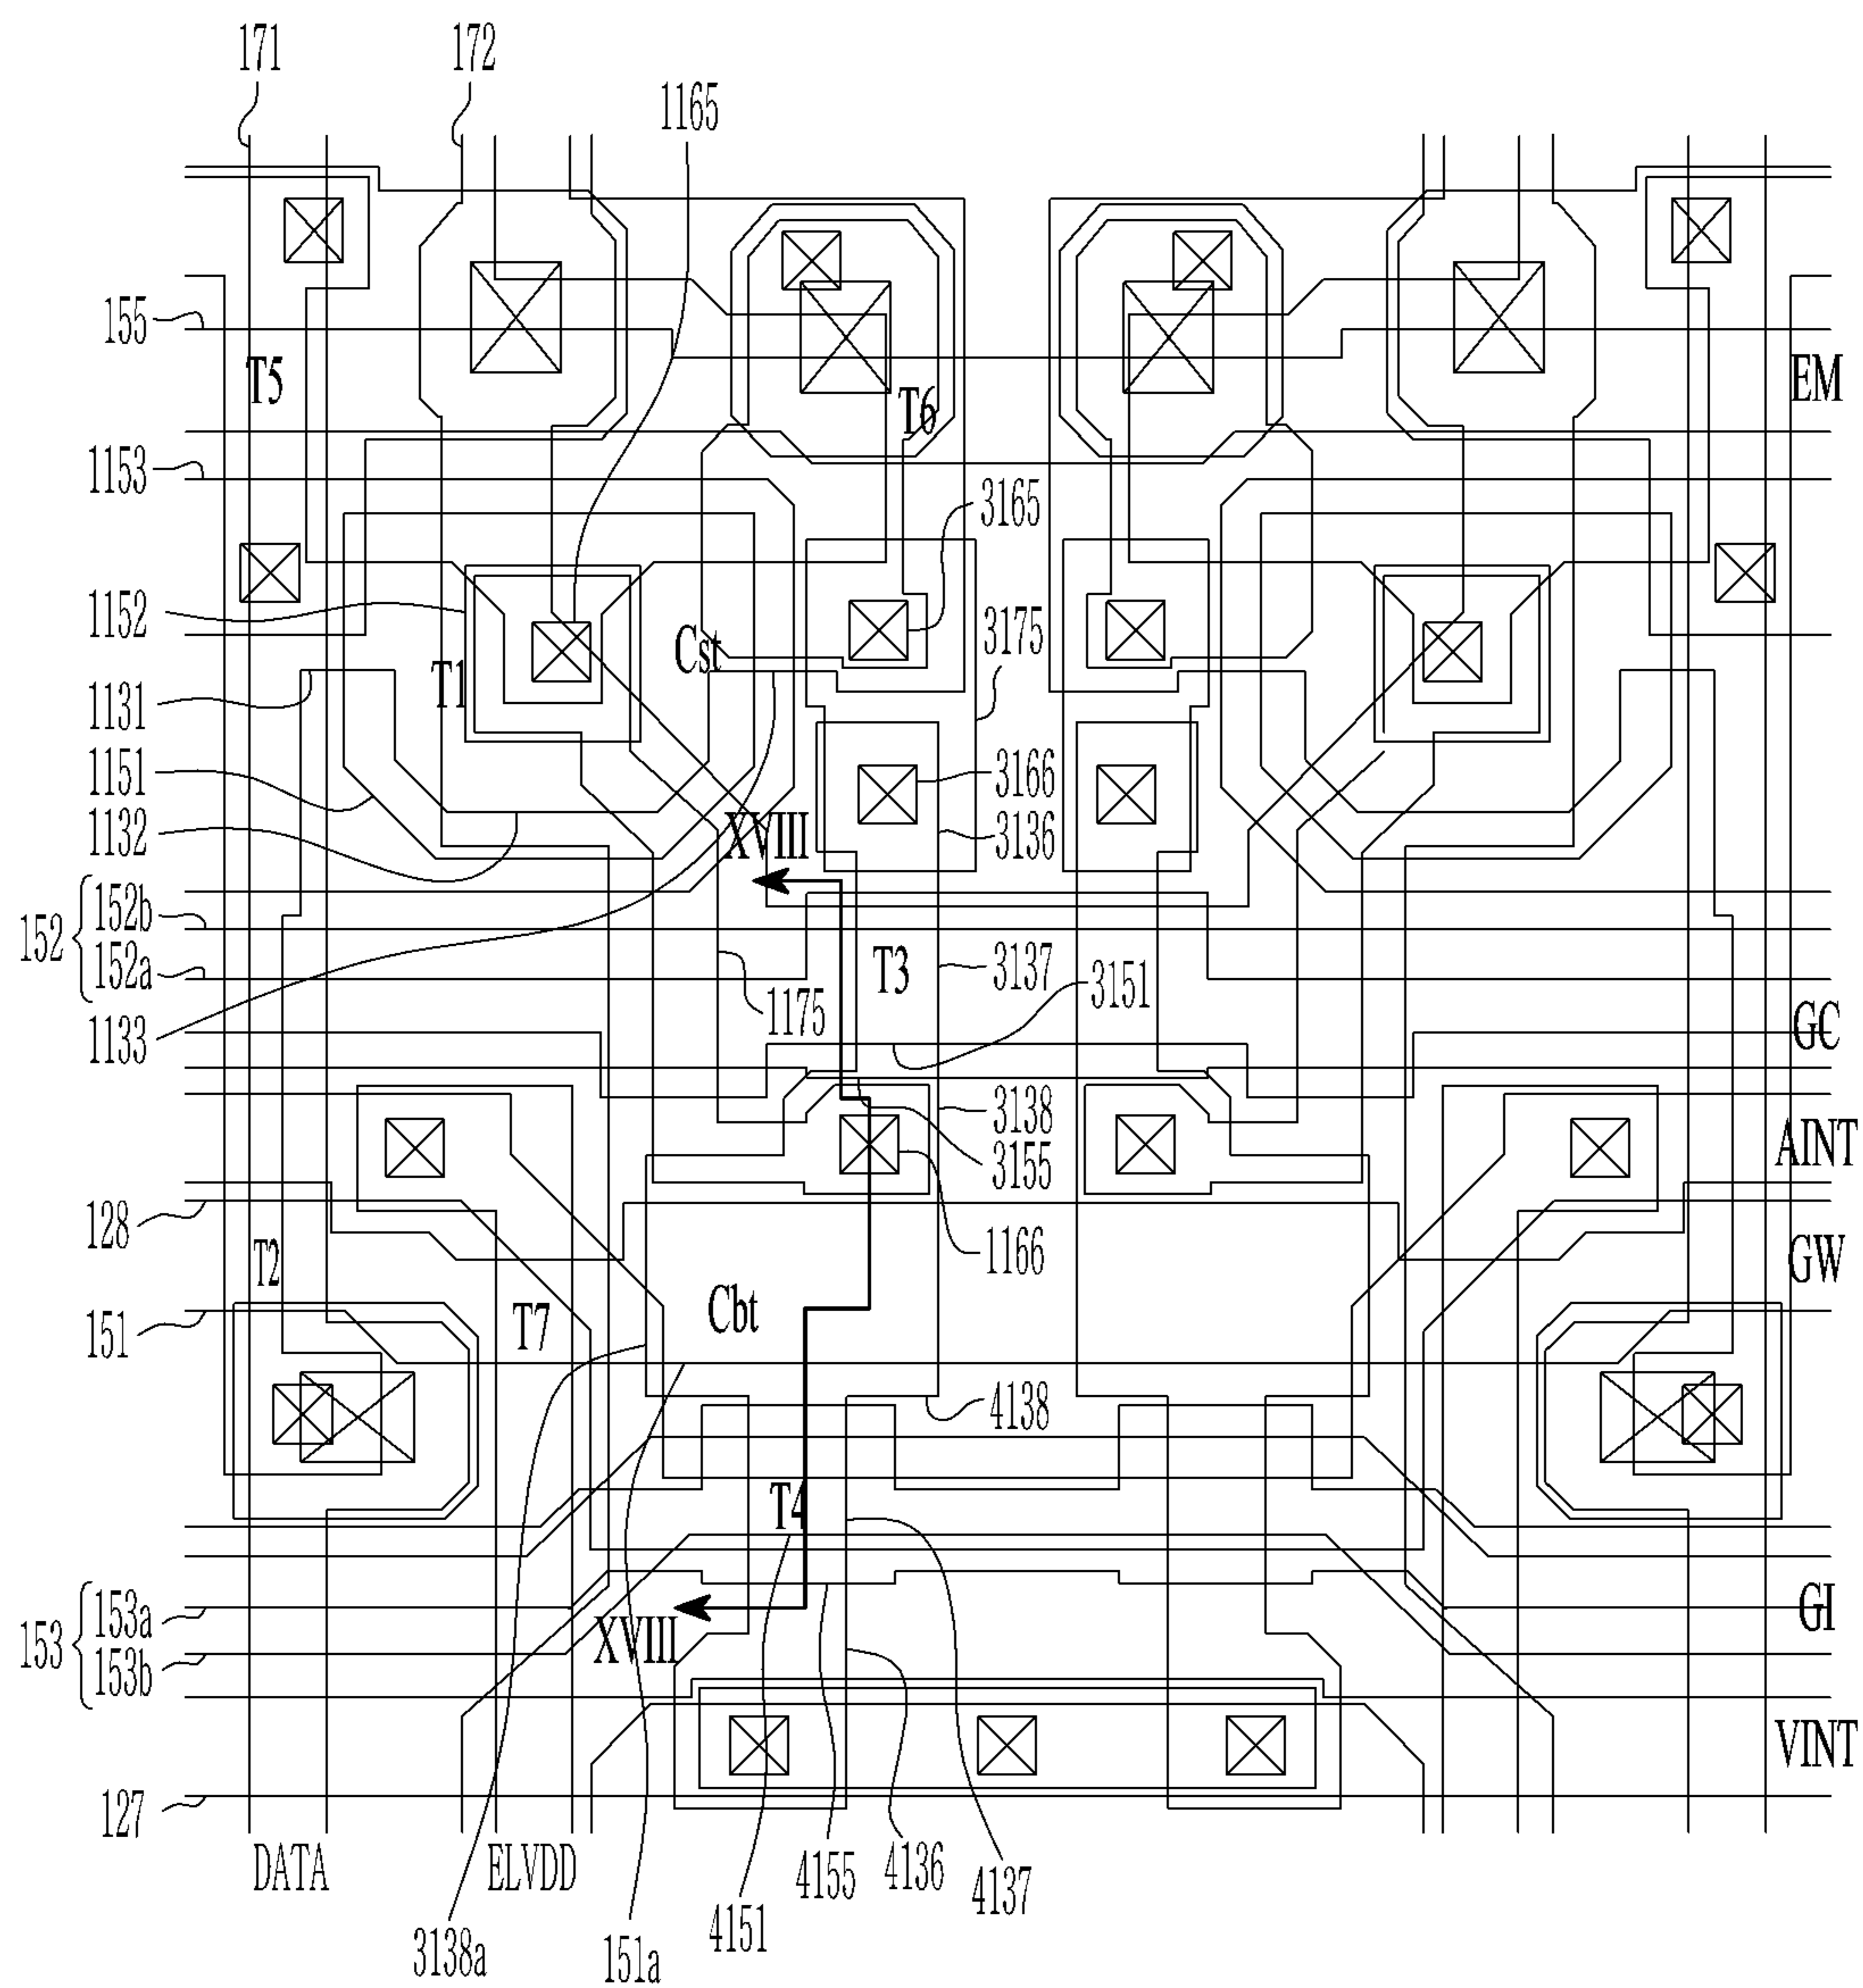 171
172
1165
155
T5
T6
EM
1153
3165
1152
Cst
3175
T1
1131
1151
3166
1132
XVIII
3136
152
152b
152a
T3
3137
3151
1175
GC
1133
3138
AINT
3155
128
T2
1166
GW
151
T7
Cbt
4138
T4
153
153a
153b
XVIII
GI
VINT
127
DATA
ELVDD
4155
4136
4137
4151
3138a
151a